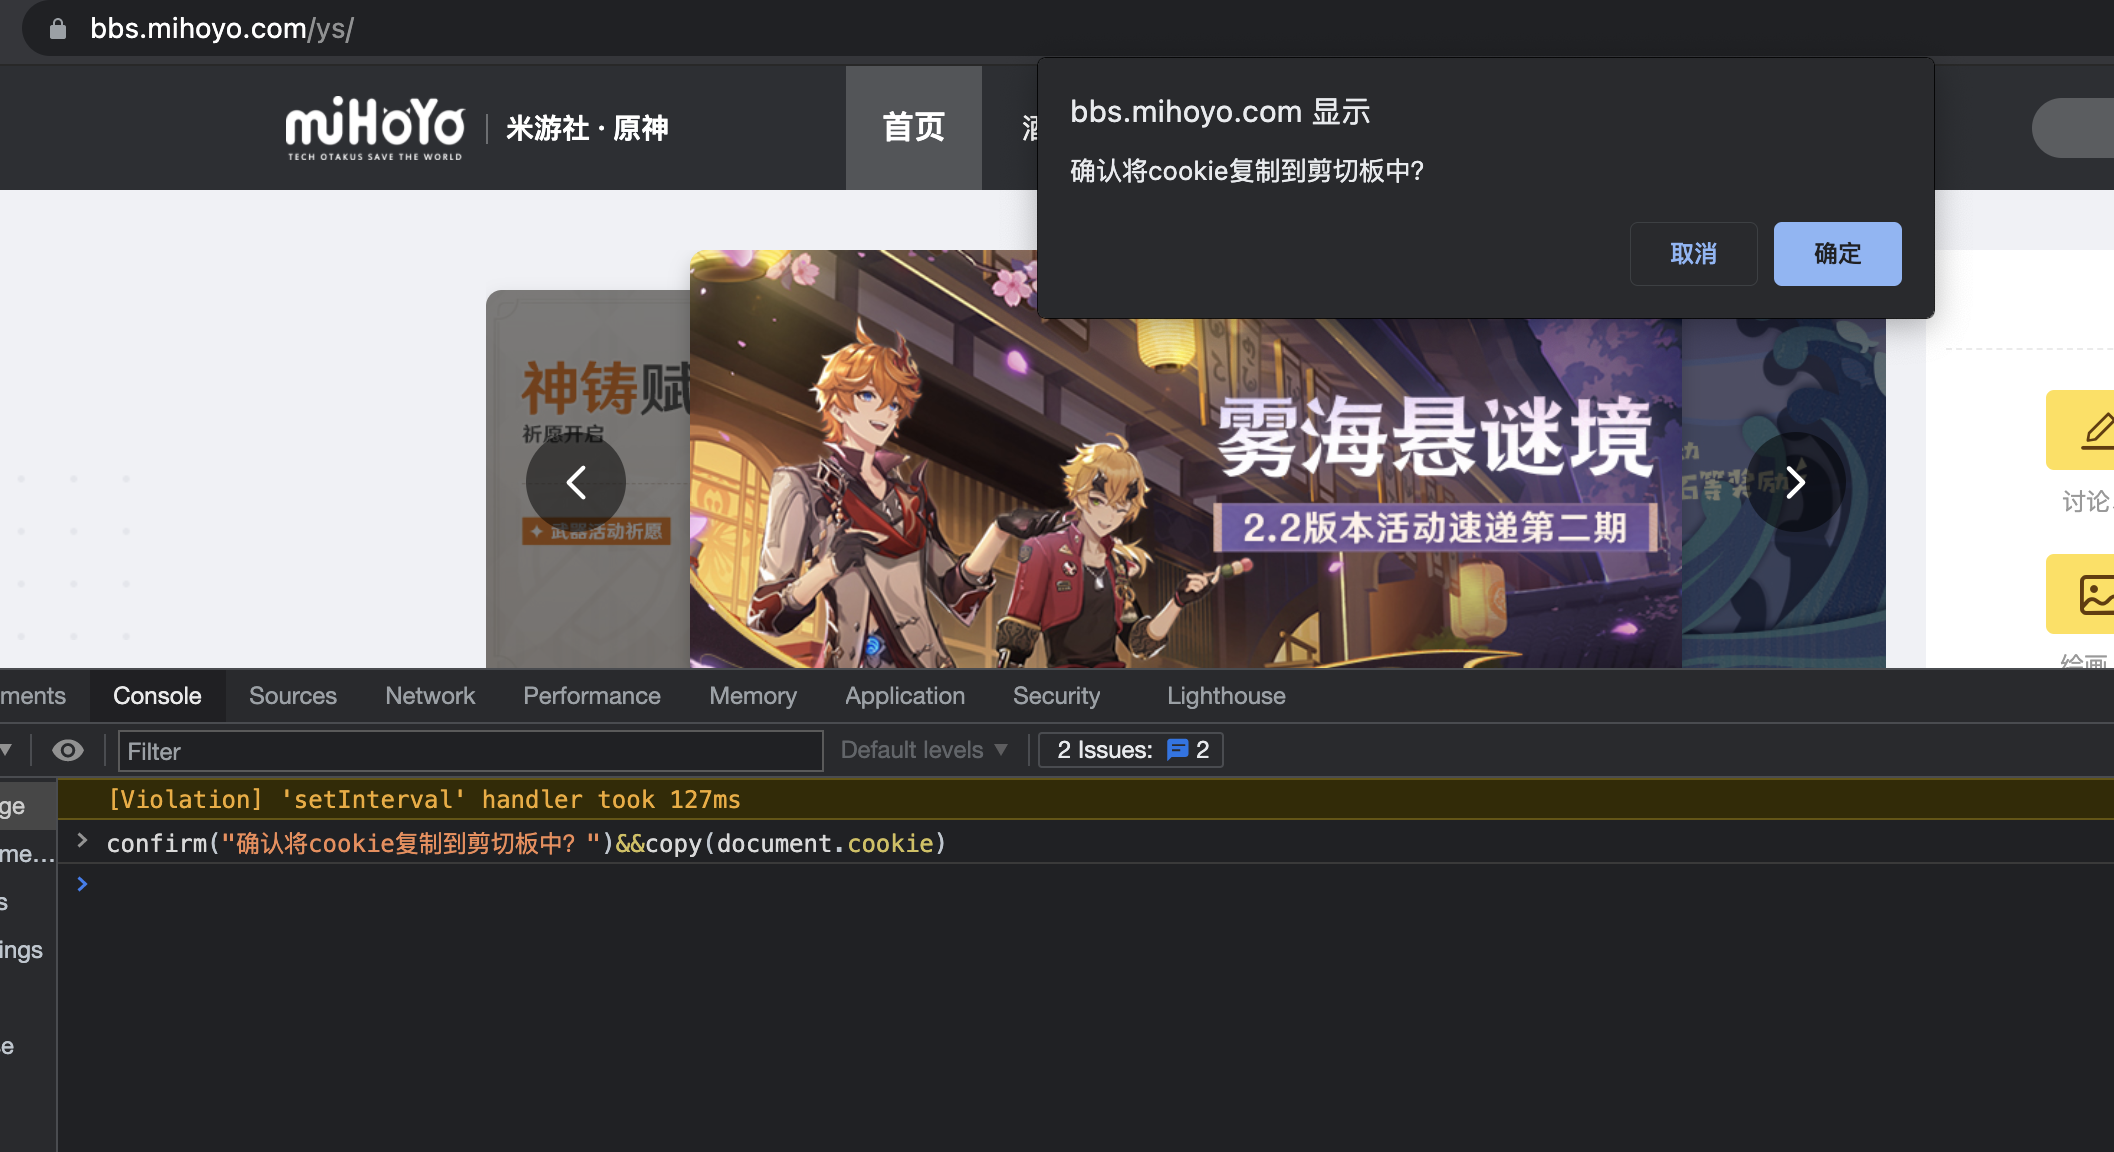 bbs.mihoyo.com/ys/
miHoYo
TECH OTAKUS SAVE THE WORLD
米游社·原神
首页
bbs.mihoyo.com 显示
确认将cookie复制到剪切板中?
取消
确定
神铸赋
祈愿开启
武器活动祈愿
雾海悬谜境
2.2版本活动速递第二期
石等奖励
讨论
绘画
ments
Console
Sources
Network
Performance
Memory
Application
Security
Lighthouse
Filter
Default levels
2 Issues:
2
ge
me...
s
ings
e
[Violation] 'setInterval' handler took 127ms
> confirm("确认将cookie复制到剪切板中？")&&copy(document.cookie)
>